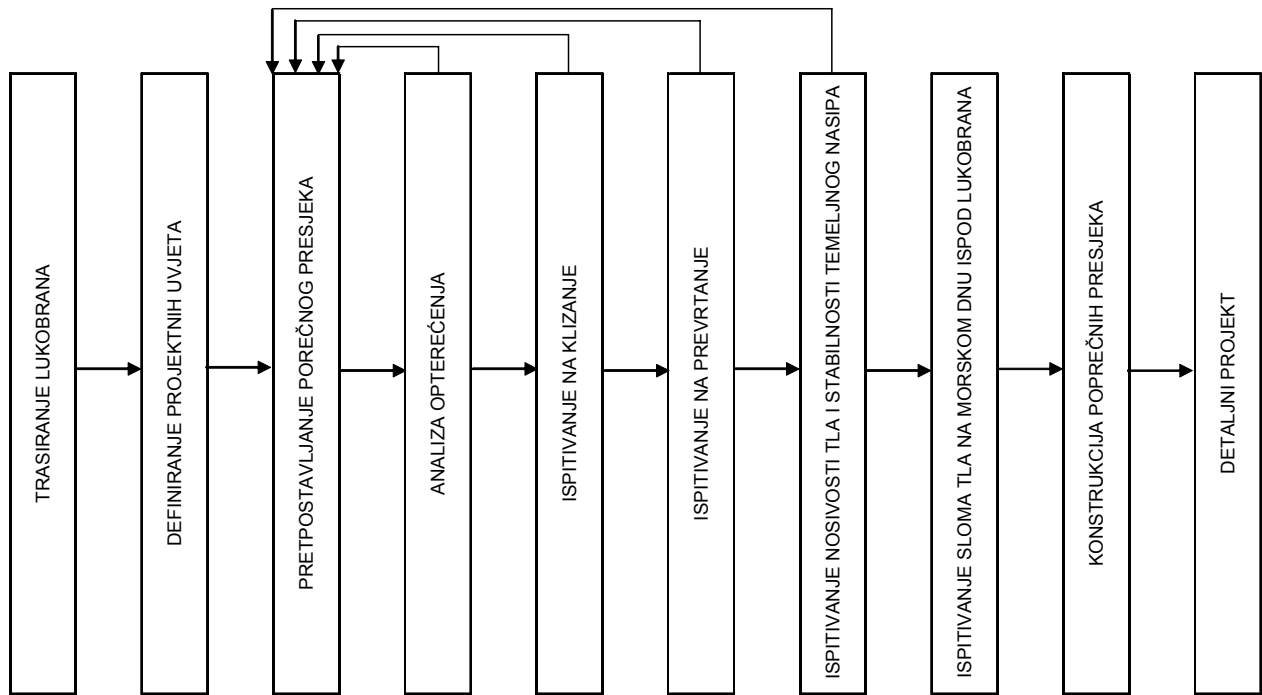 TRASIRANJE LUKOBRANA
DEFINIRANJE PROJEKTNIH UVJETA
PRETPOSTAVLJANJE POREČNOG PRESJEKA
ANALIZA OPTEREĆENJA
ISPITIVANJE NA KLIZANJE
ISPITIVANJE NA PREVRTANJE
ISPITIVANJE NOSIVOSTI TLA I STABILNOSTI TEMELJNOG NASIPA
ISPITIVANJE SLOMA TLA NA MORSKOM DNU ISPOD LUKOBRANA
KONSTRUKCIJA POPREČNIH PRESJEKA
DETALJNI PROJEKT